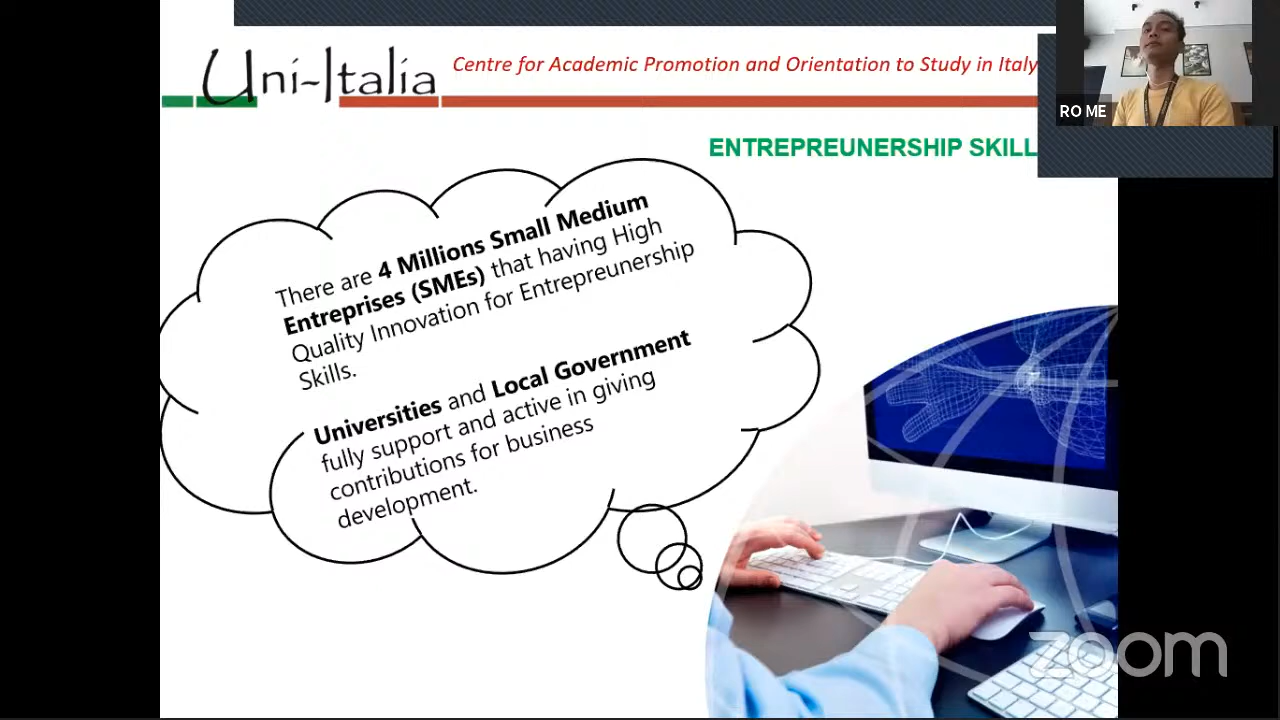 Uni-Italia
Centre for Academic Promotion and Orientation to Study in Italy
RO ME
ENTREPREUNERSHIP SKILL
There are 4 Millions Small Medium
Entreprises (SMEs) that having High
Quality Innovation for Entrepreunership
Skills.
Universities and Local Government
fully support and active in giving
contributions for business
development.
zoom